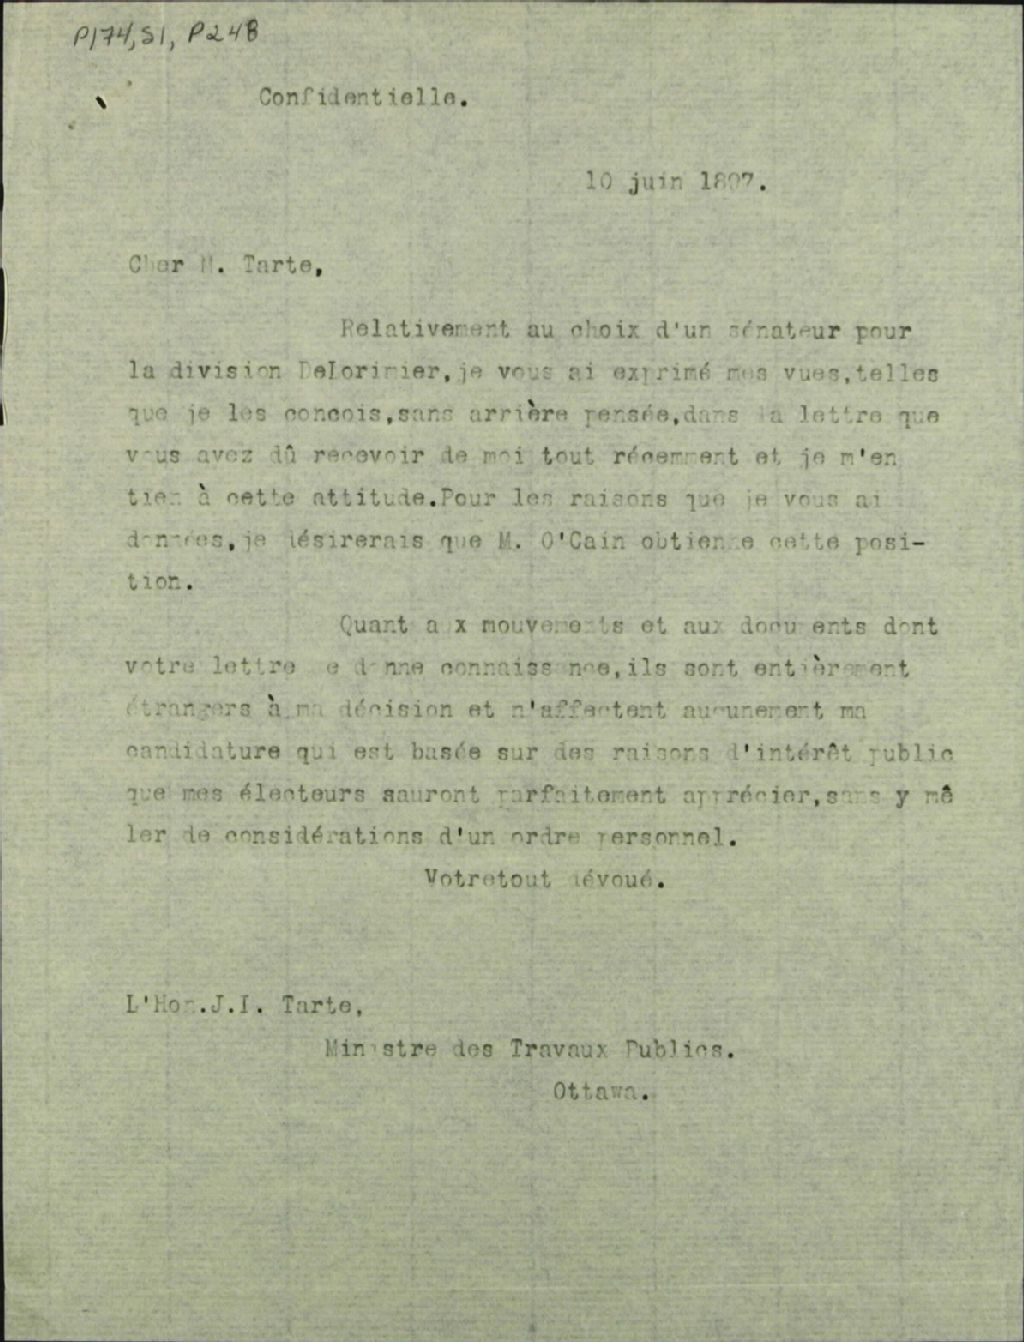 P174, S1, P248
Confidentielle.
10 juin 1897.
Cher M. Tarte,
Relativement au choix d'un sénateur pour
la division DeLorimier, je vous ai exprimé mes vues, telles
que je les concois, sans arrière pensée, dans la lettre que
vous avez dû recevoir de moi tout récemment et je m'en
tien à cette attitude. Pour les raisons que je vous ai
données, je désirerais que M. O'Cain obtienne cette posi-
tion.
Quant aux mouvements et aux documents dont
votre lettre me donne connaissance, ils sont entièrement
étrangers à ma décision et n'affectent aucunement ma
candidature qui est basée sur des raisons d'intérêt public
que mes électeurs sauront parfaitement apprécier, sans y mê
ler de considérations d'un ordre personnel.
Votretout dévoué.
L'Hon. J. I. Tarte,
Ministre des Travaux Publics.
Ottawa.